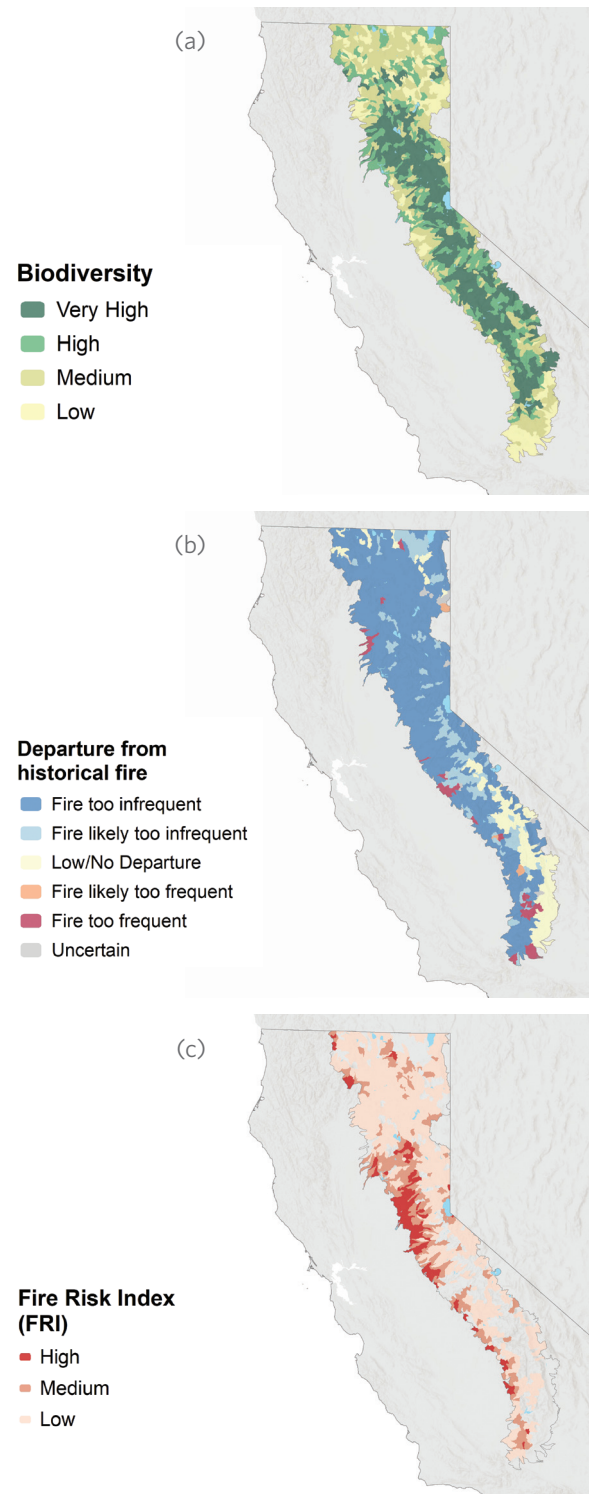 (a)
Biodiversity
Very High
High
Medium
Low
(b)
Departure from
historical fire
Fire too infrequent
Fire likely too infrequent
Low/No Departure
Fire likely too frequent
Fire too frequent
Uncertain
(c)
Fire Risk Index
(FRI)
High
Medium
Low